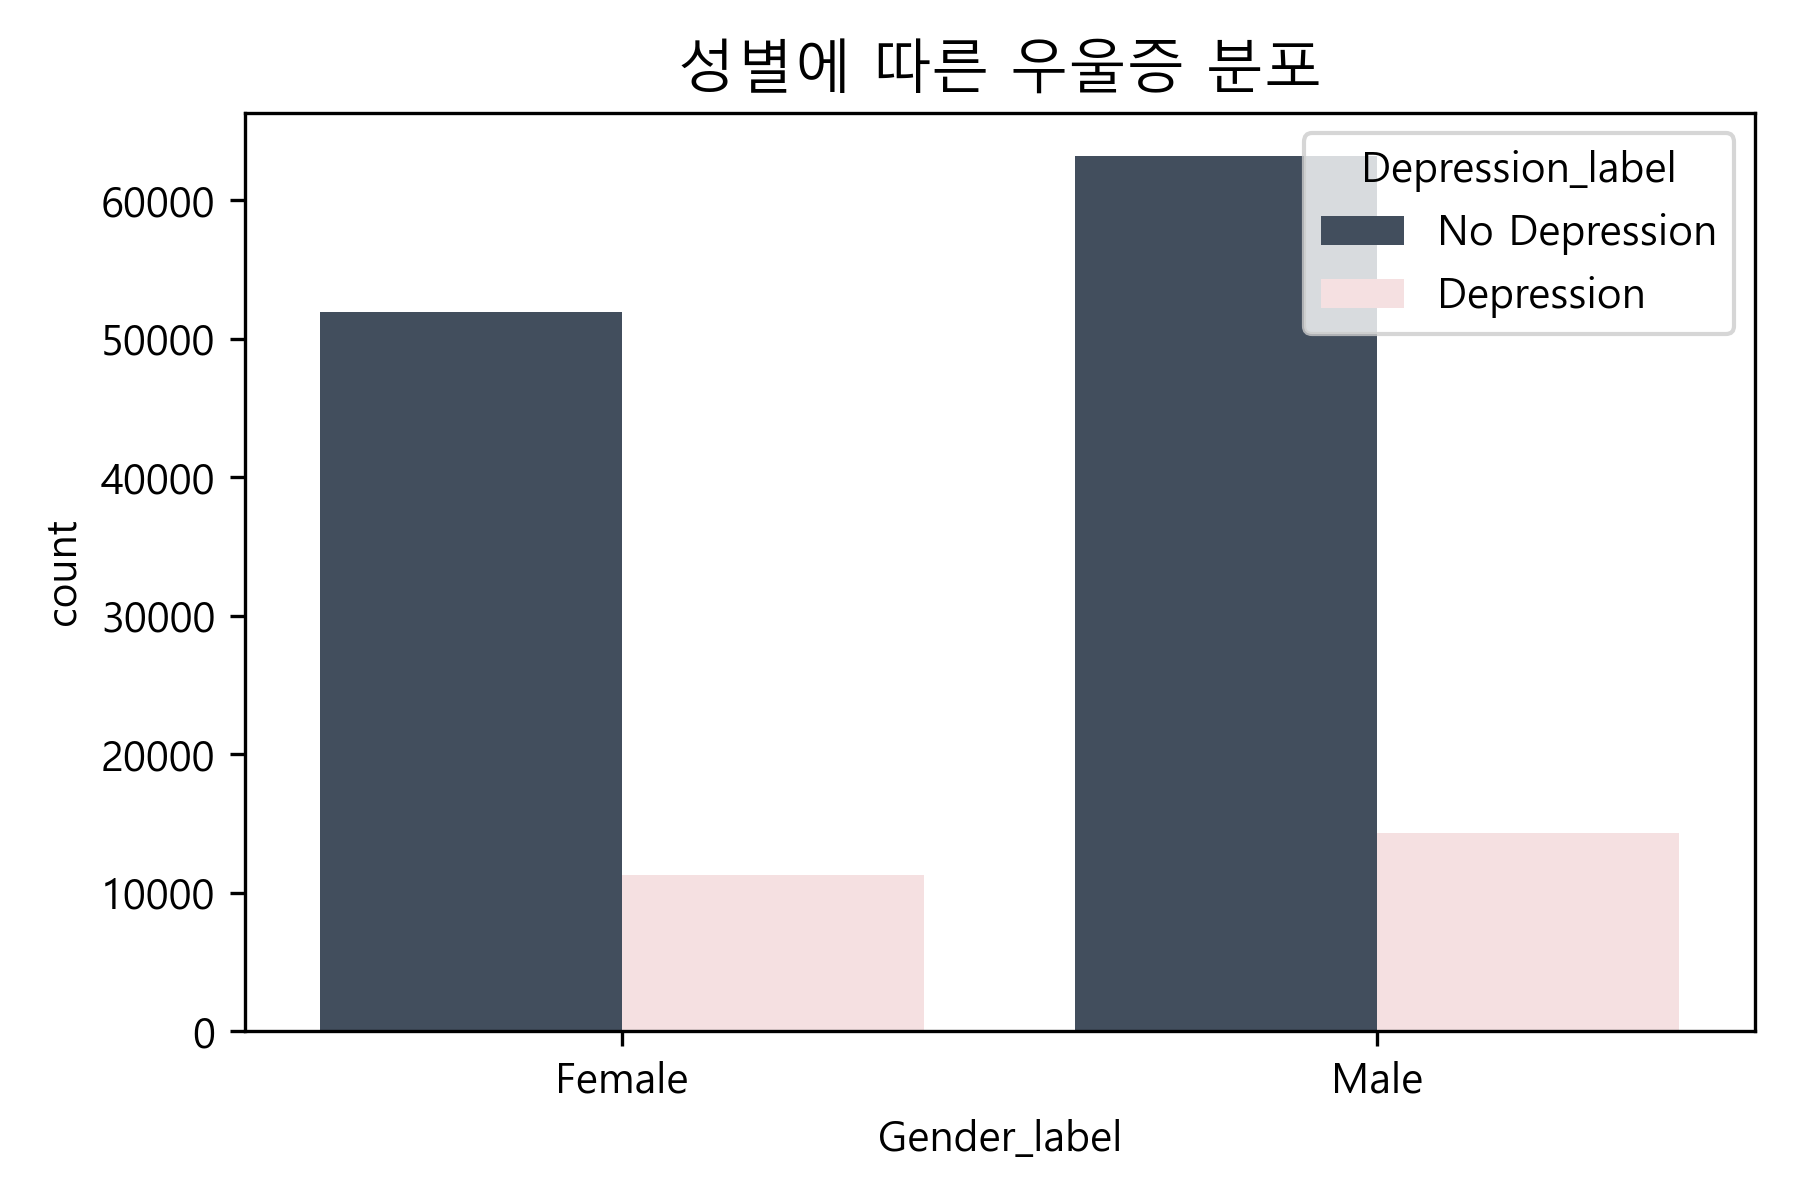 성별에 따른 우울증 분포
Depression_label
No Depression
Depression
60000
50000
40000
30000
20000
10000
0
count
Female
Male
Gender_label